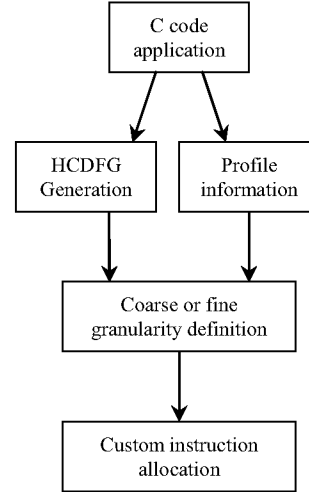 C code
application
HCDFG
Generation
Profile
information
Coarse or fine
granularity definition
Custom instruction
allocation